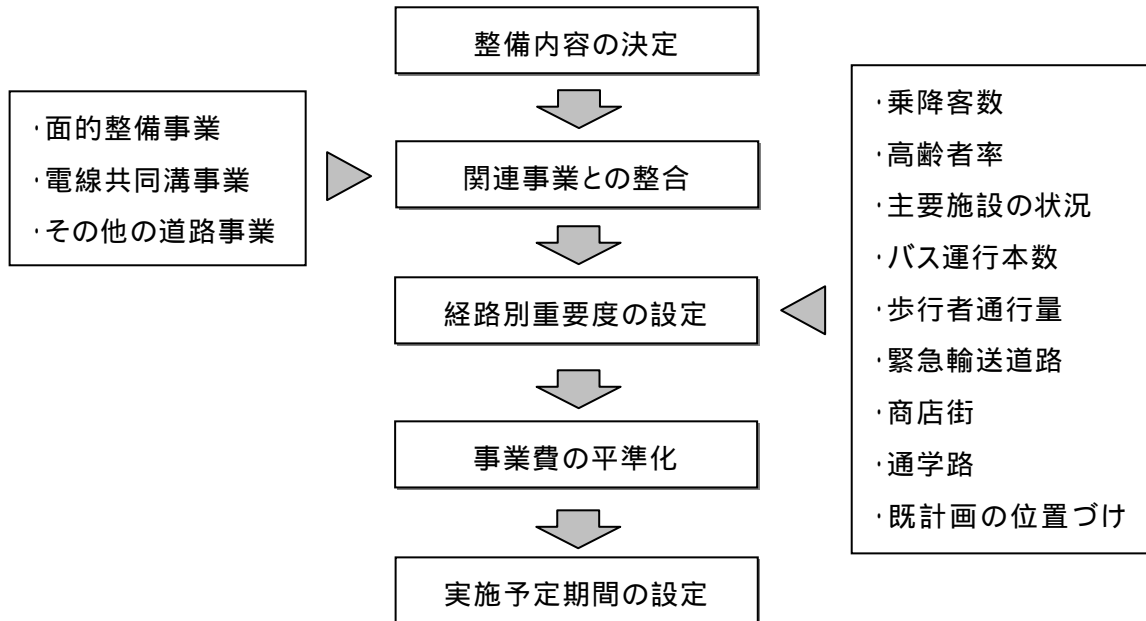 整備内容の決定
・面的整備事業
・電線共同溝事業
・その他の道路事業
関連事業との整合
経路別重要度の設定
・乗降客数
・高齢者率
・主要施設の状況
・バス運行本数
・歩行者通行量
・緊急輸送道路
・商店街
・通学路
・既計画の位置づけ
事業費の平準化
実施予定期間の設定